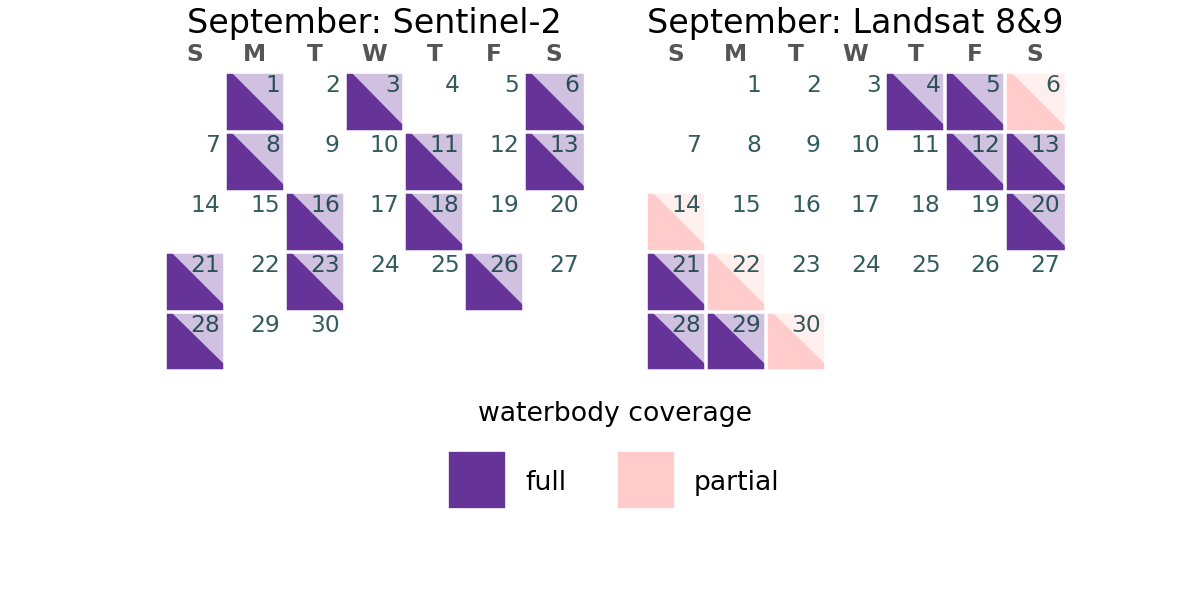 September: Sentinel-2
S M T W T F S
1 2 3 4 5 6
7 8 9 10 11 12 13
14 15 16 17 18 19 20
21 22 23 24 25 26 27
28 29 30
September: Landsat 8&9
S M T W T F S
1 2 3 4 5 6
7 8 9 10 11 12 13
14 15 16 17 18 19 20
21 22 23 24 25 26 27
28 29 30
waterbody coverage
full partial